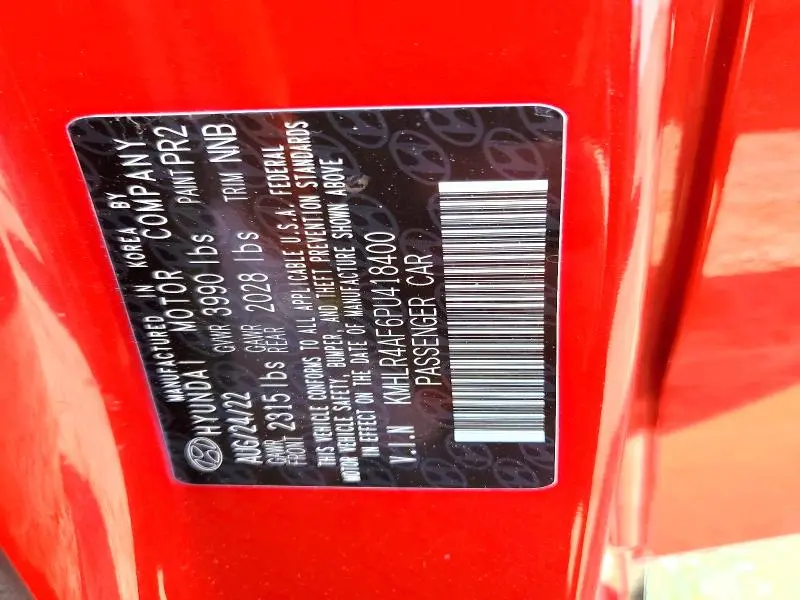 MANUFACTURED IN KOREA BY
HYUNDAI MOTOR COMPANY
AUG/24/22 GVWR 3990 lbs PAINT PR2
GAWR FRONT 2315 lbs GAWR REAR 2028 lbs TRIM NNB
THIS VEHICLE CONFORMS TO ALL APPLICABLE U.S.A. FEDERAL
MOTOR VEHICLE SAFETY, BUMPER, AND THEFT PREVENTION STANDARDS
IN EFFECT ON THE DATE OF MANUFACTURE SHOWN ABOVE
V.I.N KMHLR4AF6PU418400
PASSENGER CAR